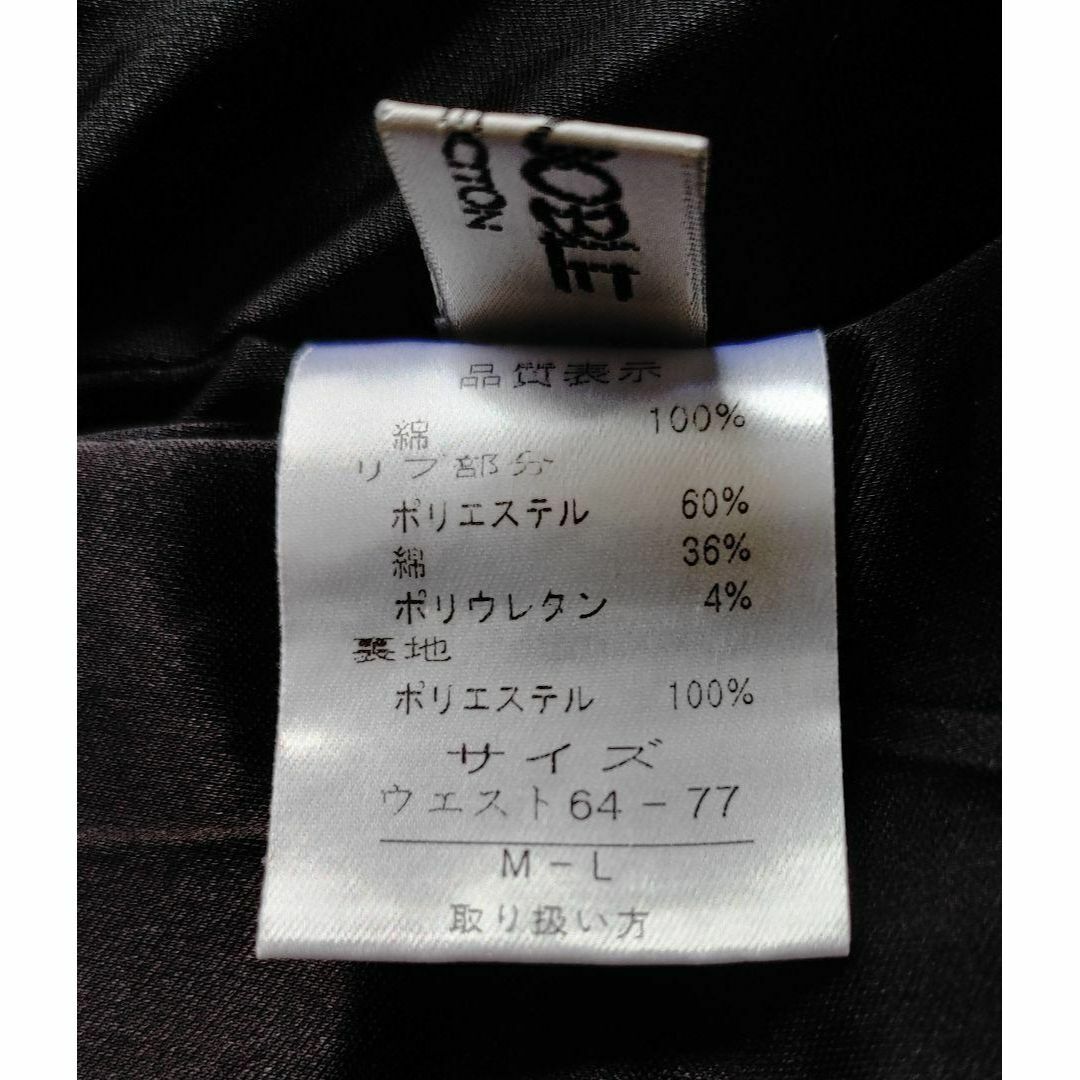 ECTION
OBE
品質表示
綿 100%
リブ部分
ポリエステル 60%
綿 36%
ポリウレタン 4%
裏地
ポリエステル 100%
サイズ
ウエスト64-77
M-L
取り扱い方